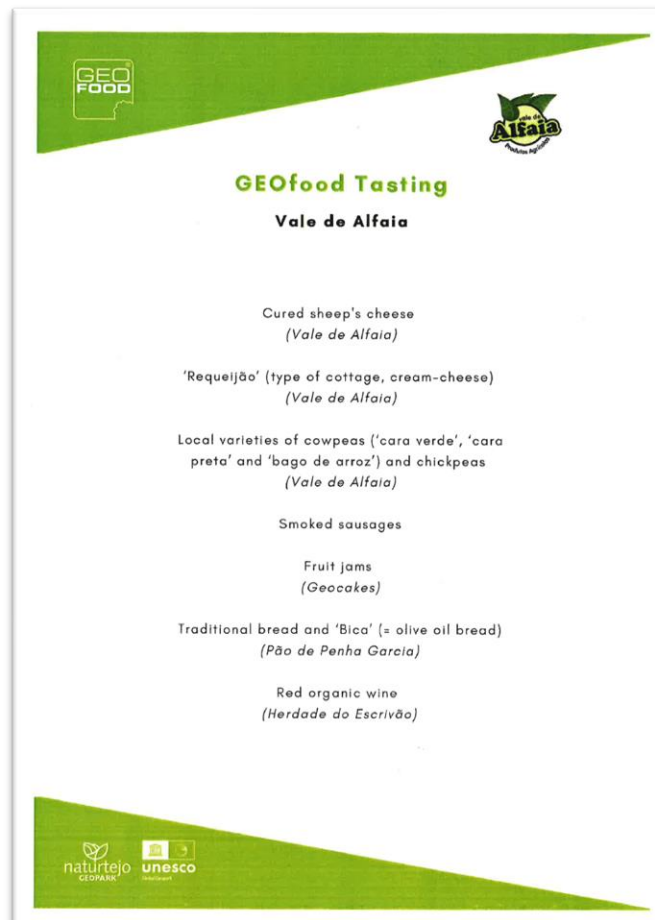 GEO
FOOD
vale de
Alfaia
Produtos Agrícolas
GEOfood Tasting
Vale de Alfaia
Cured sheep's cheese
(Vale de Alfaia)
'Requeijão' (type of cottage, cream-cheese)
(Vale de Alfaia)
Local varieties of cowpeas ('cara verde', 'cara
preta' and 'bago de arroz') and chickpeas
(Vale de Alfaia)
Smoked sausages
Fruit jams
(Geocakes)
Traditional bread and 'Bica' (= olive oil bread)
(Pão de Penha Garcia)
Red organic wine
(Herdade do Escrivão)
naturtejo
GEOPARK
unesco